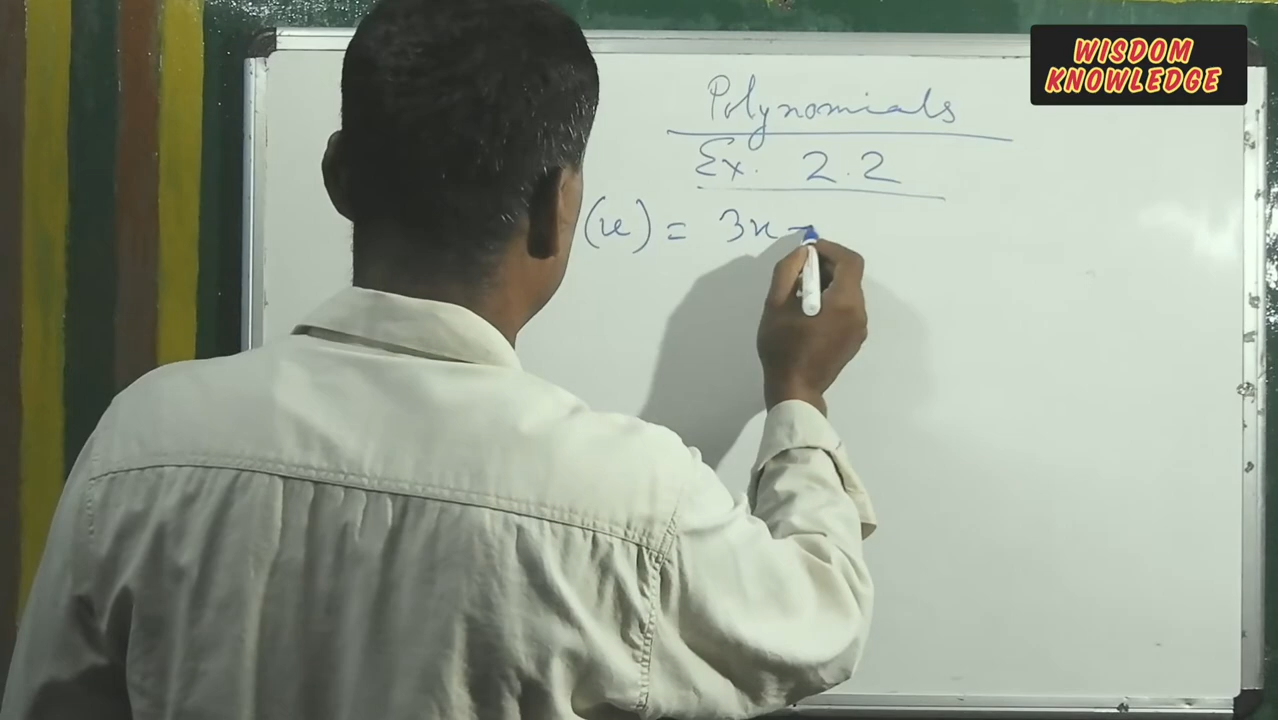 WISDOM
KNOWLEDGE
Polynomials
Ex. 2.2
(x) = 3x -